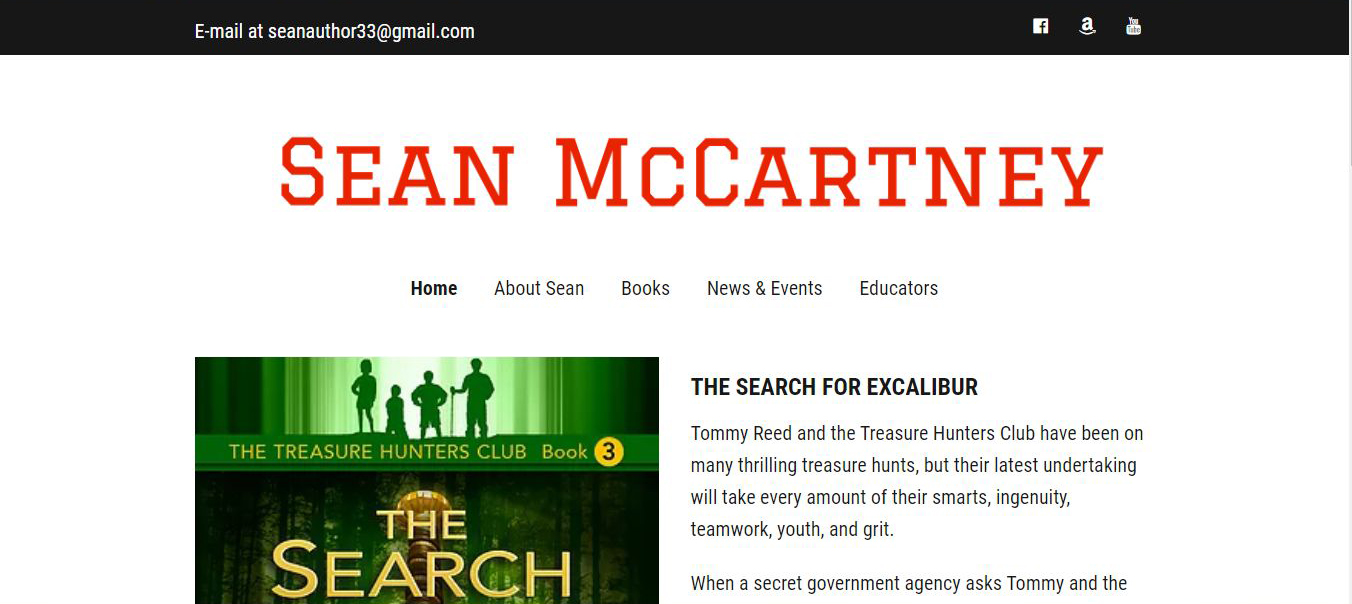 E-mail at seanauthor33@gmail.com
Sean McCartney
Home About Sean Books News & Events Educators
THE TREASURE HUNTERS CLUB Book 3
THE
SEARCH
THE SEARCH FOR EXCALIBUR
Tommy Reed and the Treasure Hunters Club have been on
many thrilling treasure hunts, but their latest undertaking
will take every amount of their smarts, ingenuity,
teamwork, youth, and grit.
When a secret government agency asks Tommy and the